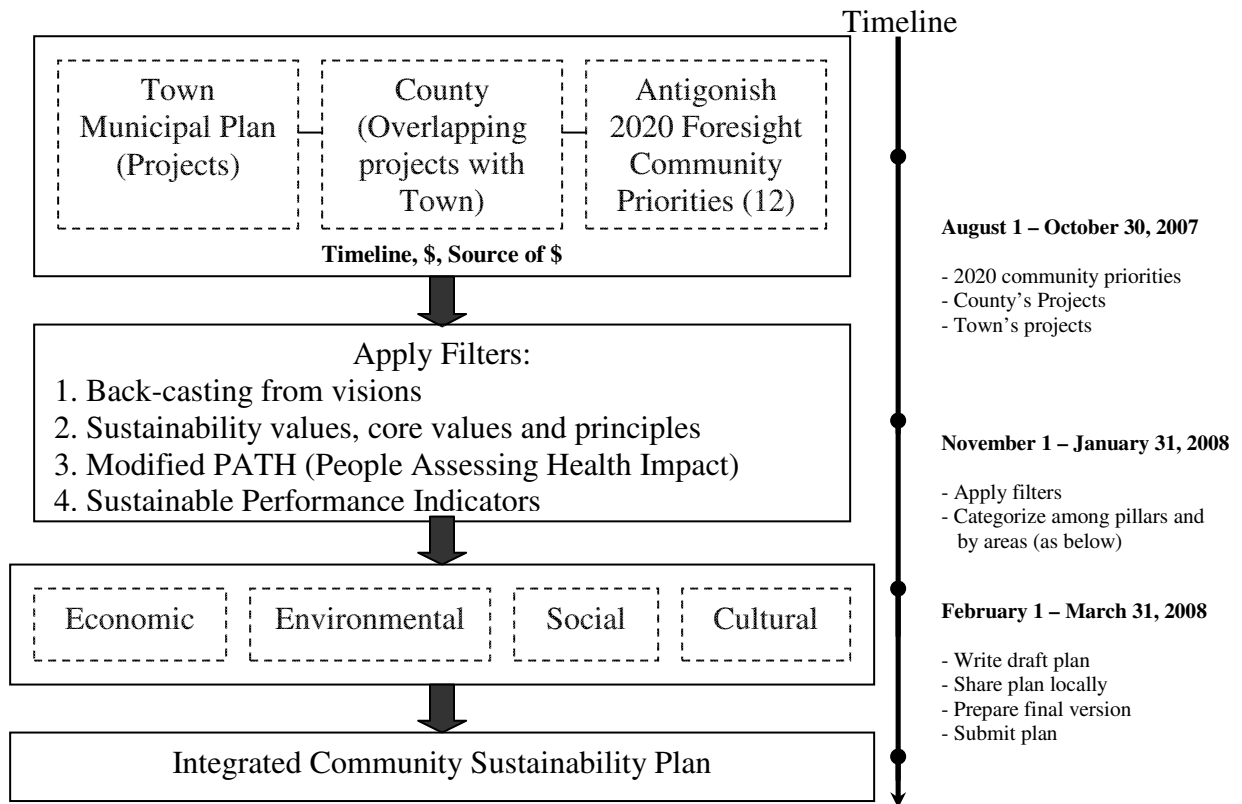 Timeline
Town
Municipal Plan
(Projects)
County
(Overlapping
projects with
Town)
Antigonish
2020 Foresight
Community
Priorities (12)
Timeline, $, Source of $
Apply Filters:
1. Back-casting from visions
2. Sustainability values, core values and principles
3. Modified PATH (People Assessing Health Impact)
4. Sustainable Performance Indicators
Economic
Environmental
Social
Cultural
Integrated Community Sustainability Plan
August 1 – October 30, 2007
- 2020 community priorities
- County's Projects
- Town's projects
November 1 – January 31, 2008
- Apply filters
- Categorize among pillars and
by areas (as below)
February 1 – March 31, 2008
- Write draft plan
- Share plan locally
- Prepare final version
- Submit plan